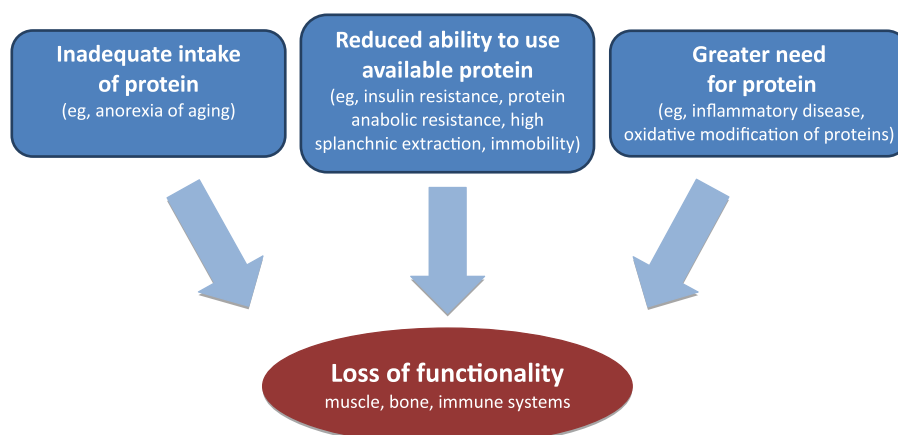 Inadequate intake
of protein
(eg, anorexia of aging)
Reduced ability to use
available protein
(eg, insulin resistance, protein
anabolic resistance, high
splanchnic extraction, immobility)
Greater need
for protein
(eg, inflammatory disease,
oxidative modification of proteins)
Loss of functionality
muscle, bone, immune systems